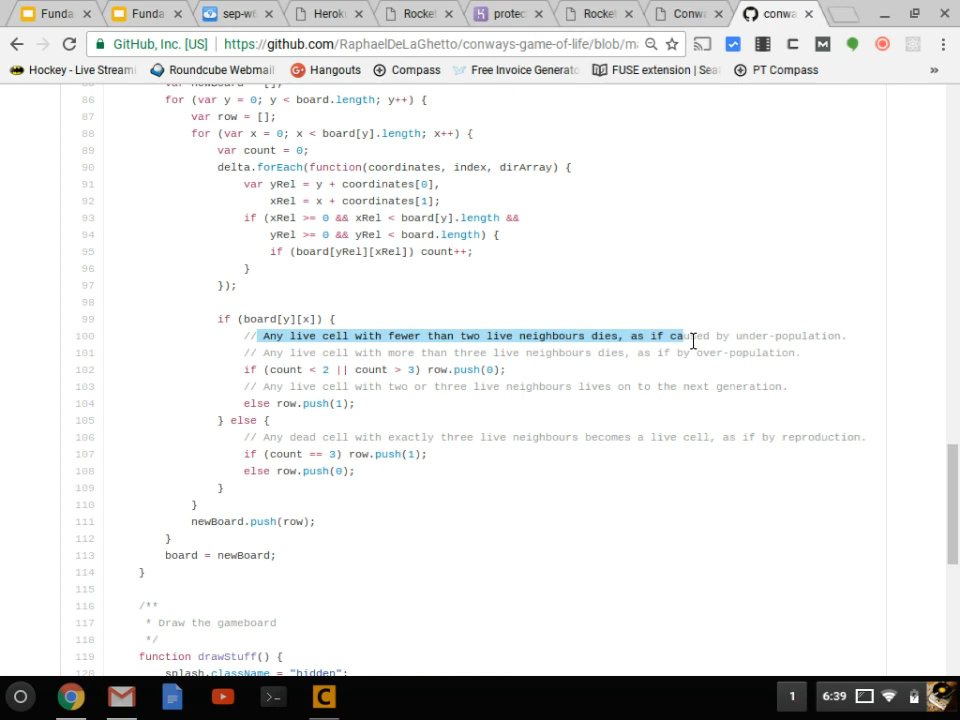 Funda
Funda
sep-w
Herok
Rocke
protec
Rocke
Conw
conwa
GitHub, Inc. [US]
https://github.com/RaphaelDeLaGhetto/conways-game-of-life/blob/ma
Hockey - Live Streami
Roundcube Webmail
Hangouts
Compass
Free Invoice Generato
FUSE extension | Seat
PT Compass
»
86 for (var y = 0; y < board.length; y++) {
87 var row = [];
88 for (var x = 0; x < board[y].length; x++) {
89 var count = 0;
90 delta.forEach(function(coordinates, index, dirArray) {
91 var yRel = y + coordinates[0],
92 xRel = x + coordinates[1];
93 if (xRel >= 0 && xRel < board[y].length &&
94 yRel >= 0 && yRel < board.length) {
95 if (board[yRel][xRel]) count++;
96 }
97 });
98
99 if (board[y][x]) {
100 // Any live cell with fewer than two live neighbours dies, as if caused by under-population.
101 // Any live cell with more than three live neighbours dies, as if by over-population.
102 if (count < 2 || count > 3) row.push(0);
103 // Any live cell with two or three live neighbours lives on to the next generation.
104 else row.push(1);
105 } else {
106 // Any dead cell with exactly three live neighbours becomes a live cell, as if by reproduction.
107 if (count == 3) row.push(1);
108 else row.push(0);
109 }
110 }
111 newBoard.push(row);
112 }
113 board = newBoard;
114 }
115
116 /**
117 * Draw the gameboard
118 */
119 function drawStuff() {
120 splash.className = "hidden";
1
6:39